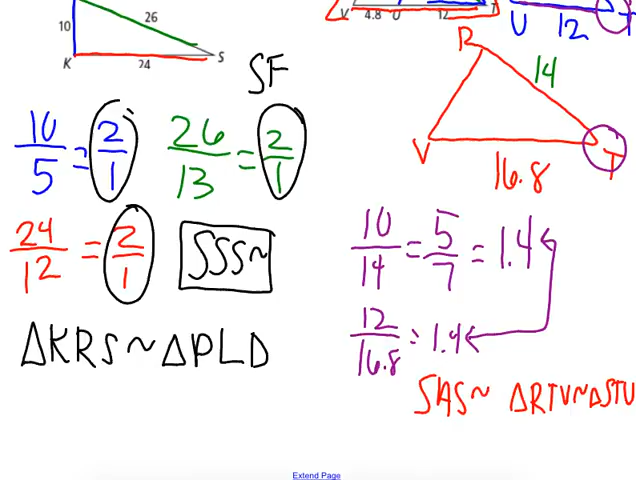 V 4.8 U 12 T
U 12 T
10
26
K 24 S
SF
R
14
V
T
16.8
10/5 = 2/1
26/13 = 2/1
24/12 = 2/1
SSS~
ΔKRS~ΔPLD
10/14 = 5/7 = 1.4
12/16.8 = 1.4
SAS~ ΔRTV~ΔSTU
Extend Page